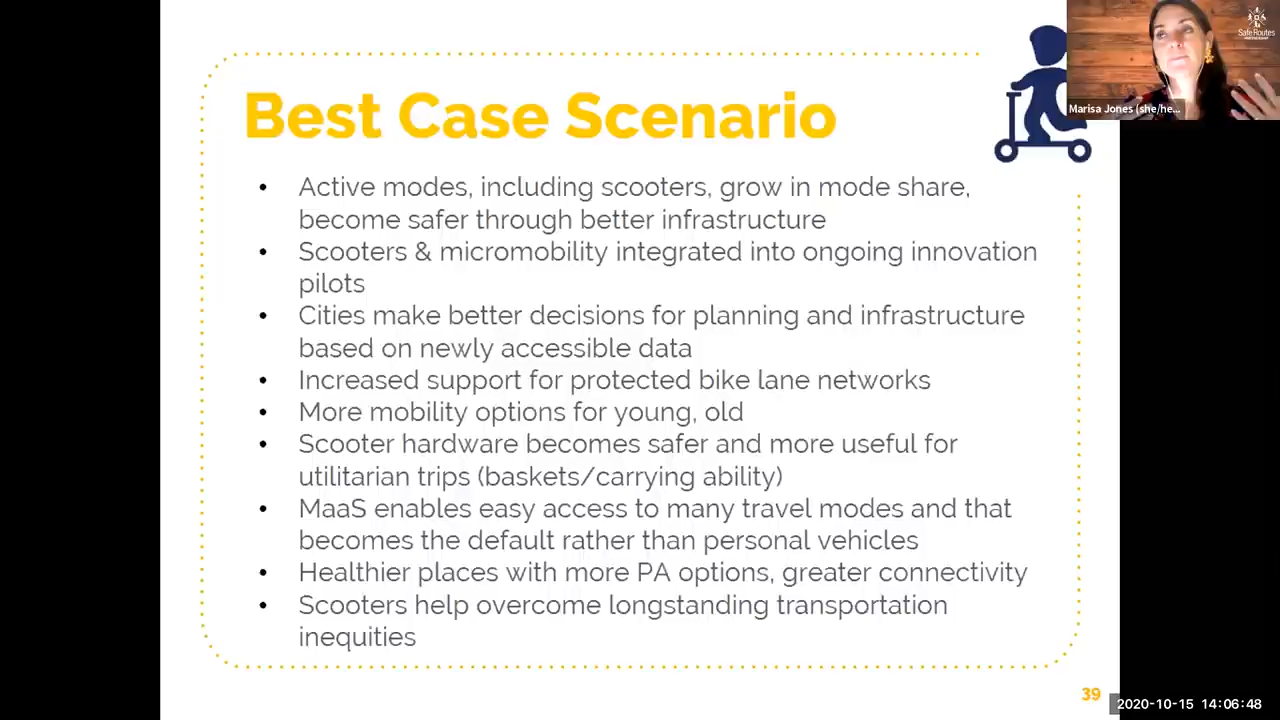 Best Case Scenario
• Active modes, including scooters, grow in mode share,
become safer through better infrastructure
• Scooters & micromobility integrated into ongoing innovation
pilots
• Cities make better decisions for planning and infrastructure
based on newly accessible data
• Increased support for protected bike lane networks
• More mobility options for young, old
• Scooter hardware becomes safer and more useful for
utilitarian trips (baskets/carrying ability)
• MaaS enables easy access to many travel modes and that
becomes the default rather than personal vehicles
• Healthier places with more PA options, greater connectivity
• Scooters help overcome longstanding transportation
inequities
39
Safe Routes
PARTNERSHIP
Marisa Jones (she/he...
2020-10-15 14:06:48